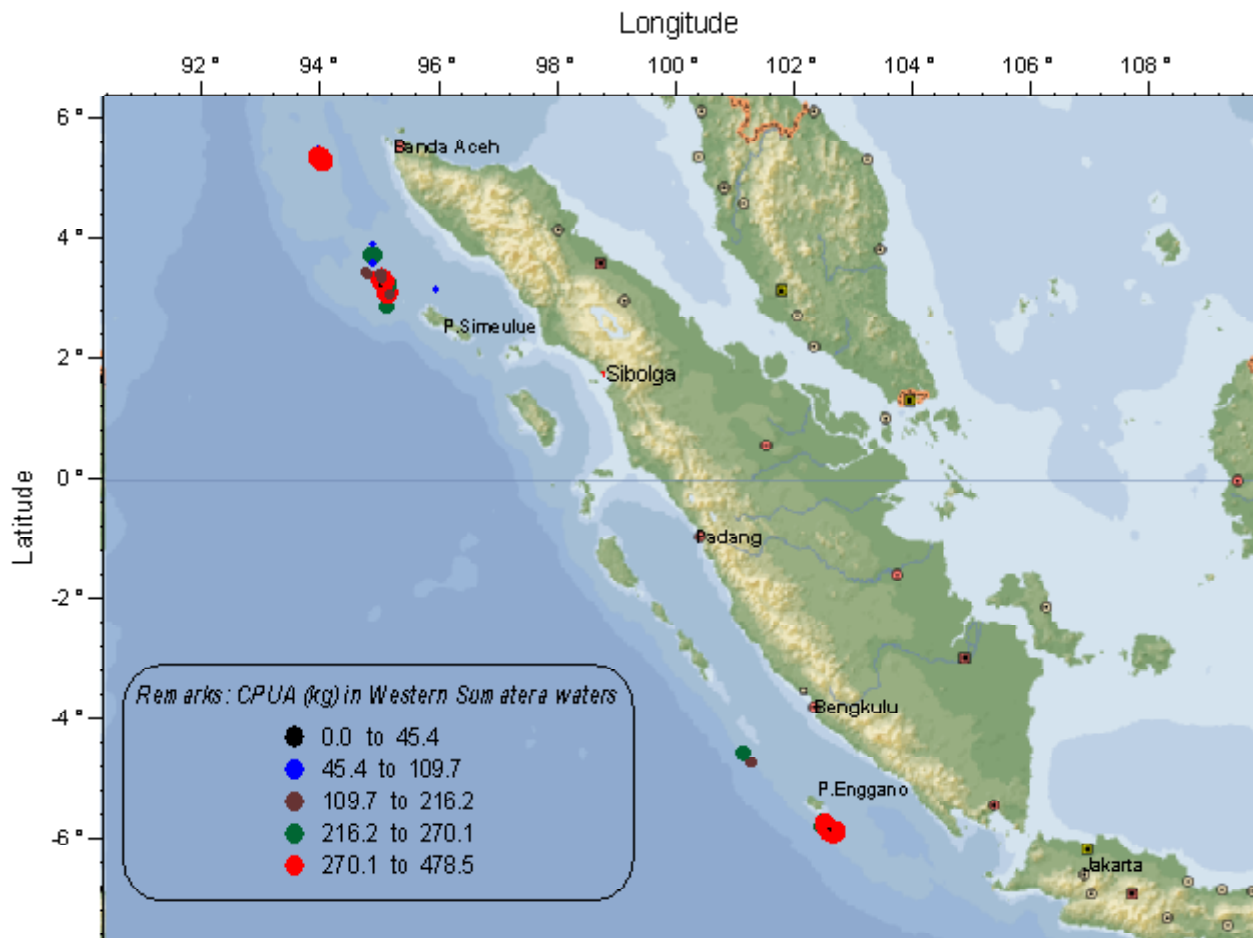 Longitude
92° 94° 96° 98° 100° 102° 104° 106° 108°
6°
Banda Aceh
4°
P.Simeulue
2°
Sibolga
0°
Latitude
Padang
-2°
Remarks: CPUA (kg) in Western Sumatera waters
-4°
Bengkulu
0.0 to 45.4
45.4 to 109.7
P.Enggano
109.7 to 216.2
216.2 to 270.1
-6°
270.1 to 478.5
Jakarta